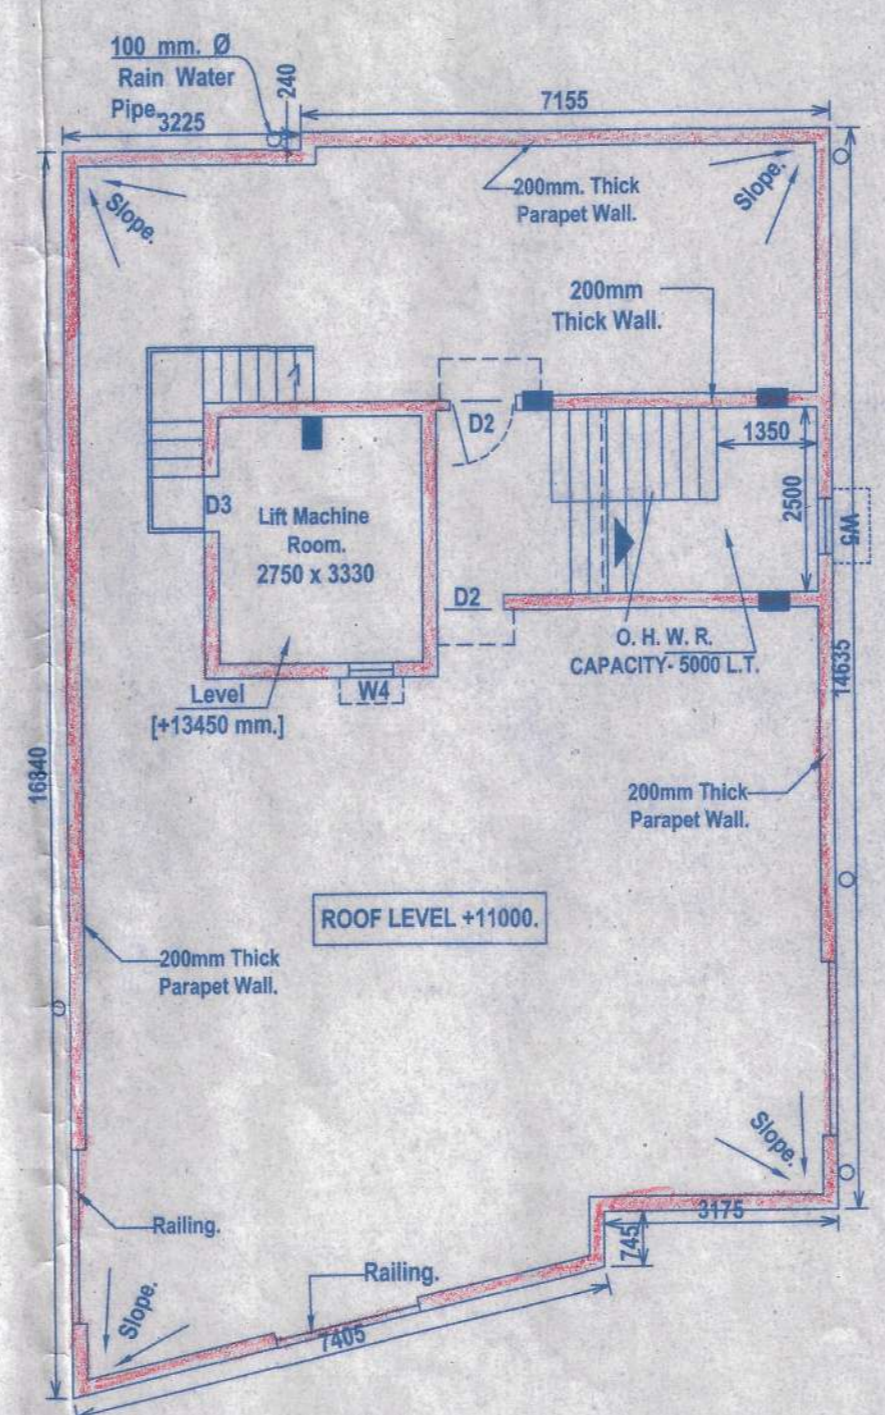 100 mm. Ø
Rain Water
Pipe.
3225
240
7155
Slope.
200mm. Thick
Parapet Wall.
Slope.
200mm
Thick Wall.
D2
1350
2500
W5
D3
Lift Machine
Room.
2750 x 3330
D2
O. H. W. R.
CAPACITY- 5000 L.T.
14635
Level
[+13450 mm.]
W4
16840
200mm Thick
Parapet Wall.
ROOF LEVEL +11000.
200mm Thick
Parapet Wall.
Slope.
3175
745
Railing.
Railing.
Slope.
7405